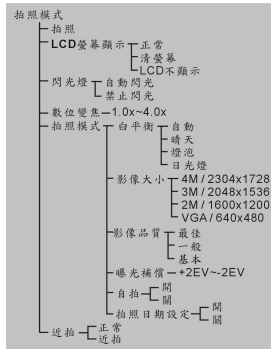 拍照模式
拍照
LCD螢幕顯示
正常
清螢幕
LCD不顯示
閃光燈
自動閃光
禁止閃光
數位變焦
1.0x~4.0x
拍照模式
白平衡
自動
晴天
燈泡
日光燈
影像大小
4M / 2304x1728
3M / 2048x1536
2M / 1600x1200
VGA / 640x480
影像品質
最佳
一般
基本
曝光補償
+2EV~-2EV
自拍
開
關
拍照日期設定
開
關
近拍
正常
近拍